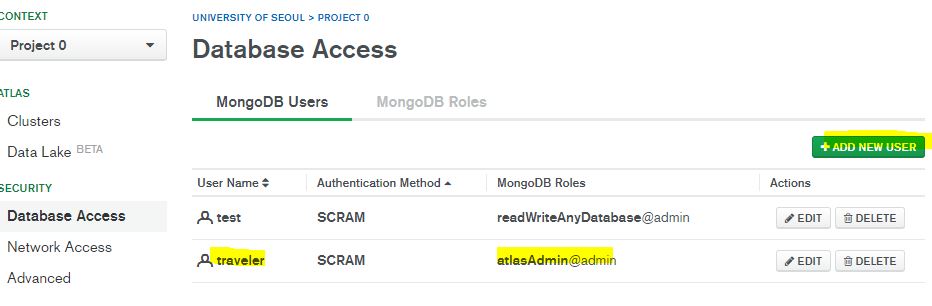 CONTEXT
Project 0
ATLAS
Clusters
Data Lake BETA
SECURITY
Database Access
Network Access
Advanced
UNIVERSITY OF SEOUL > PROJECT 0
Database Access
MongoDB Users MongoDB Roles
+ ADD NEW USER
User Name Authentication Method MongoDB Roles Actions
test SCRAM readWriteAnyDatabase@admin EDIT DELETE
traveler SCRAM atlasAdmin@admin EDIT DELETE